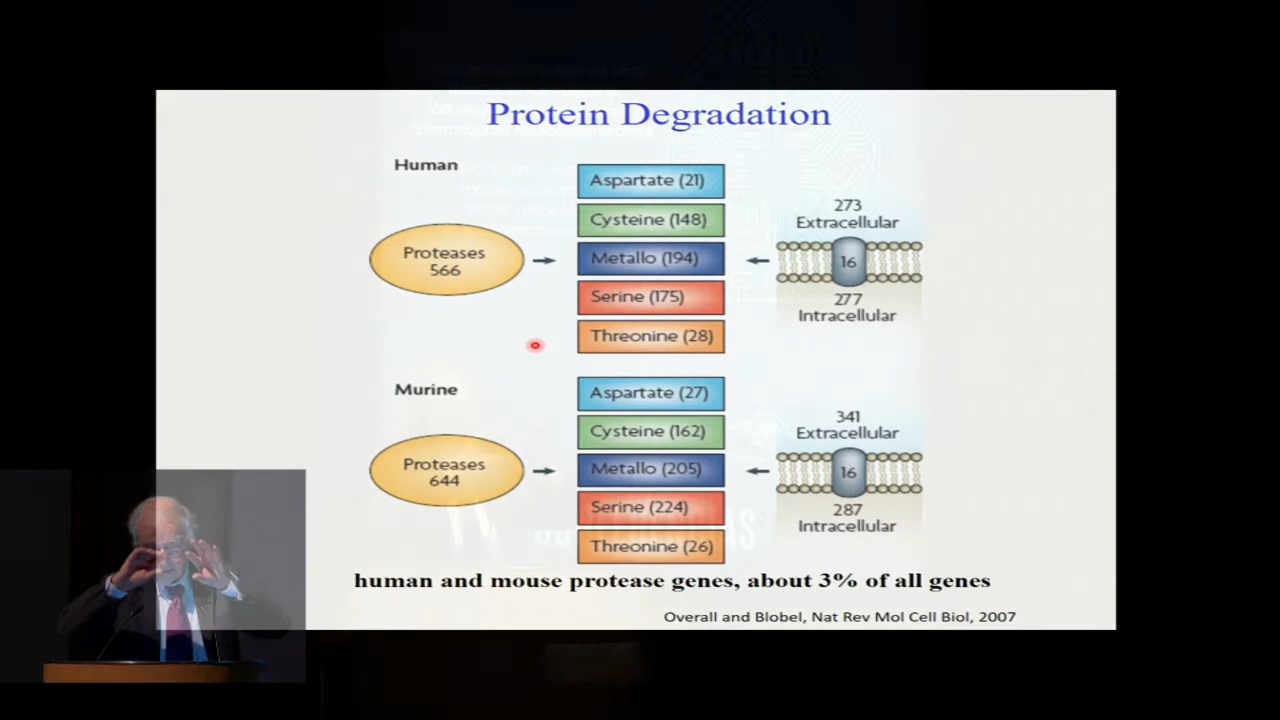 Protein Degradation
Human
Proteases
566
Aspartate (21)
Cysteine (148)
Metallo (194)
Serine (175)
Threonine (28)
273
Extracellular
16
277
Intracellular
Murine
Proteases
644
Aspartate (27)
Cysteine (162)
Metallo (205)
Serine (224)
Threonine (26)
341
Extracellular
16
287
Intracellular
human and mouse protease genes, about 3% of all genes
Overall and Blobel, Nat Rev Mol Cell Biol, 2007